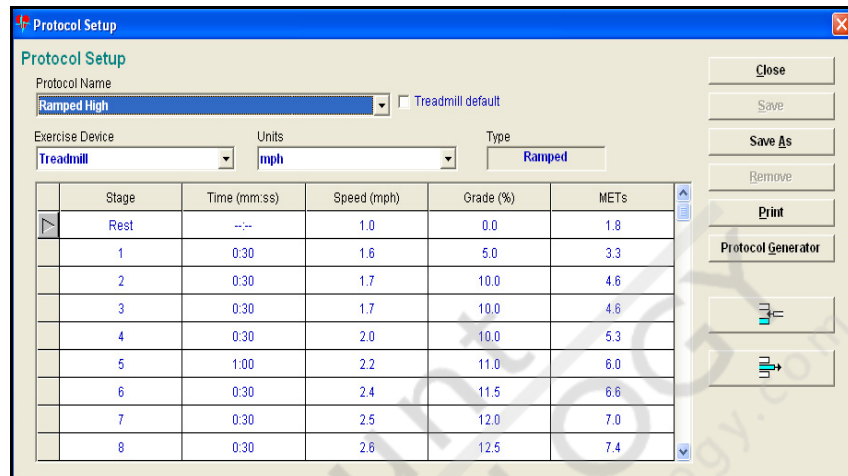 Protocol Setup
Protocol Setup
Protocol Name
Ramped High
Treadmill default
Exercise Device Units Type
Treadmill mph Ramped
Stage Time (mm:ss) Speed (mph) Grade (%) METs
Rest --:-- 1.0 0.0 1.8
1 0:30 1.6 5.0 3.3
2 0:30 1.7 10.0 4.6
3 0:30 1.7 10.0 4.6
4 0:30 2.0 10.0 5.3
5 1:00 2.2 11.0 6.0
6 0:30 2.4 11.5 6.6
7 0:30 2.5 12.0 7.0
8 0:30 2.6 12.5 7.4
Close
Save
Save As
Remove
Print
Protocol Generator